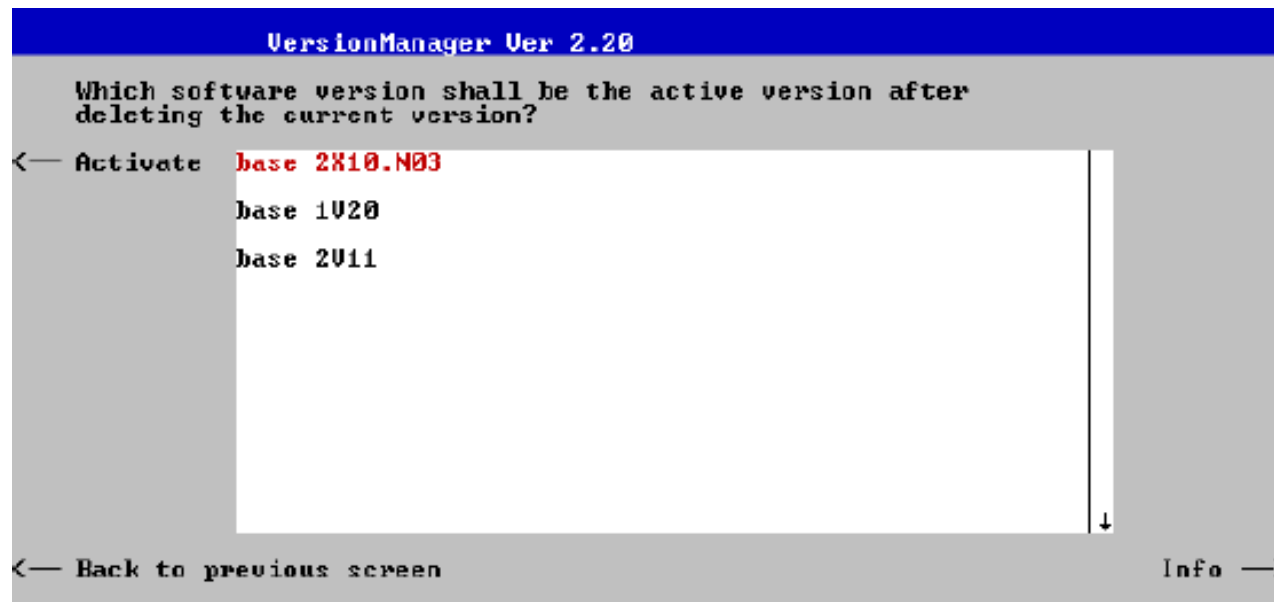 VersionManager Ver 2.20
Which software version shall be the active version after
deleting the current version?
<— Activate base 2X10.N03
base 1V20
base 2V11
↓
<— Back to previous screen Info —